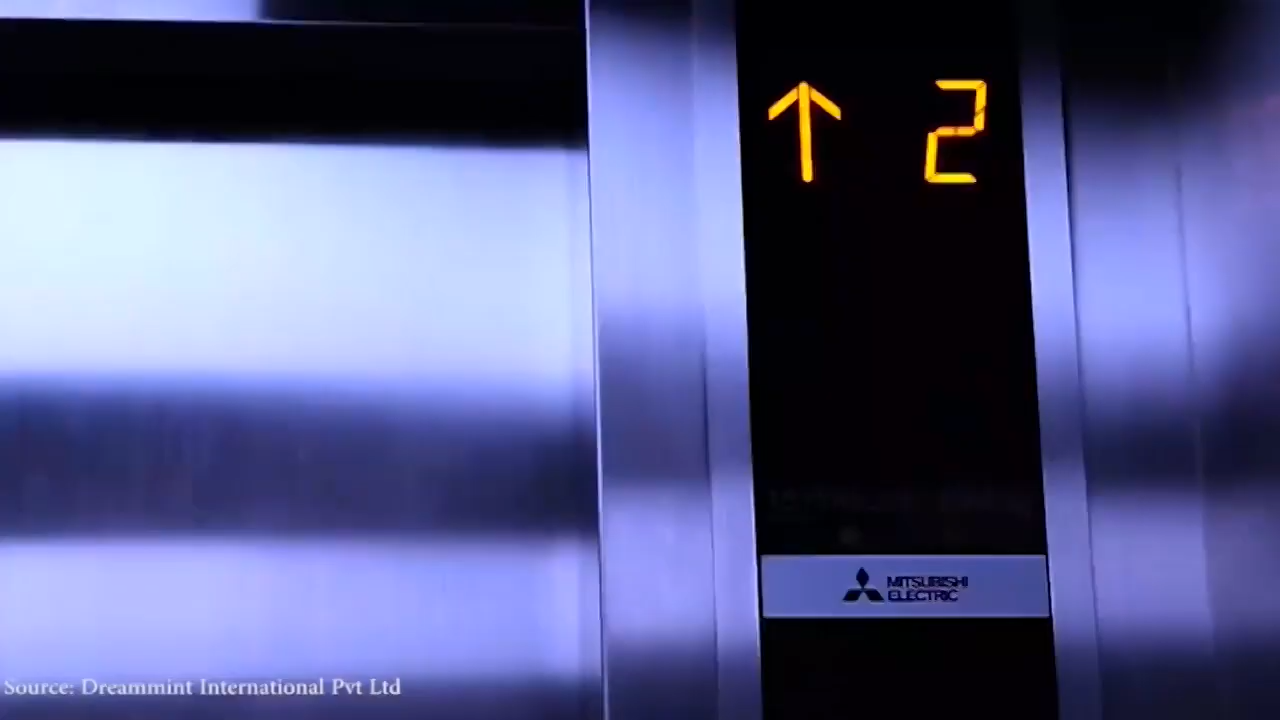 ↑ 2
MITSUBISHI
ELECTRIC
Source: Dreammint International Pvt Ltd